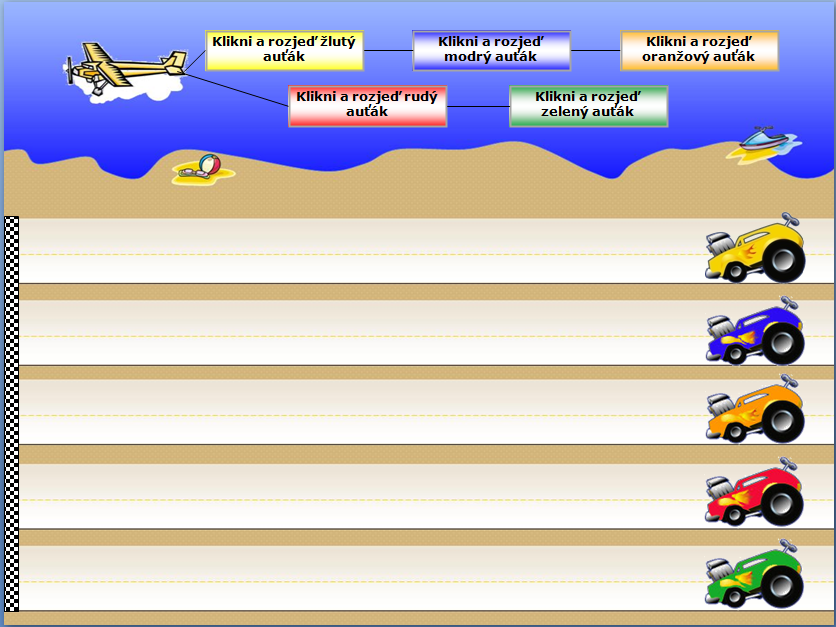 Klikni a rozjeď žlutý
auťák
Klikni a rozjeď
modrý auťák
Klikni a rozjeď
oranžový auťák
Klikni a rozjeď rudý
auťák
Klikni a rozjeď
zelený auťák